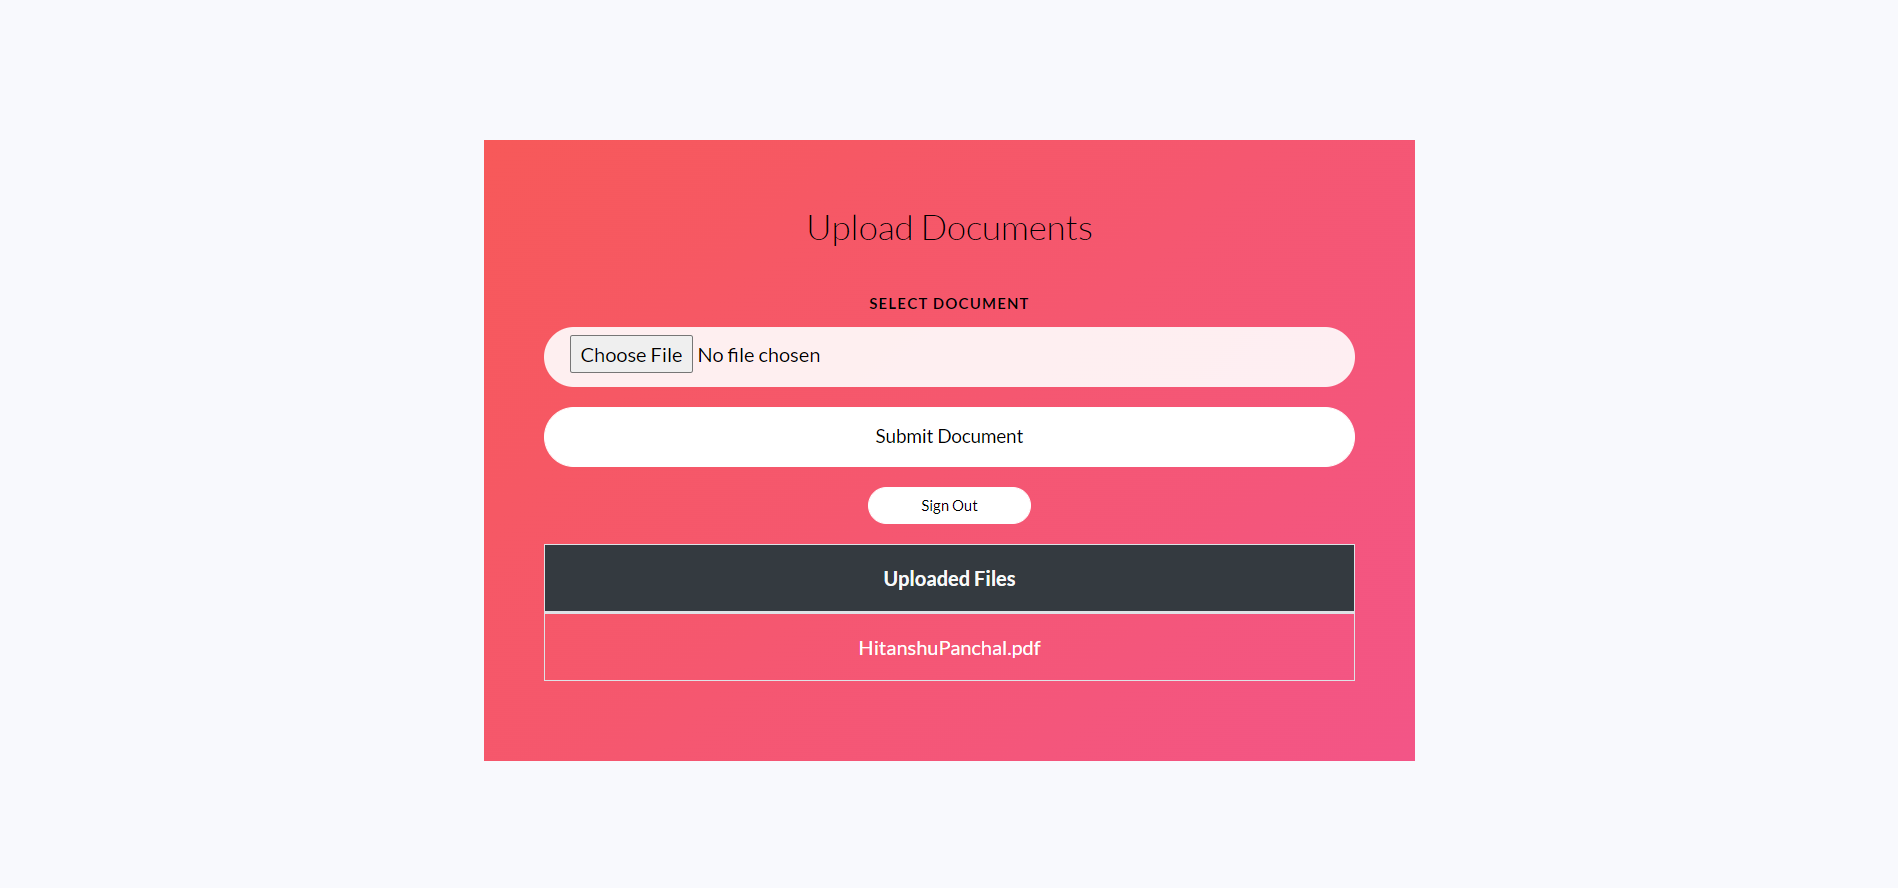 Upload Documents
SELECT DOCUMENT
Choose File No file chosen
Submit Document
Sign Out
Uploaded Files
HitanshuPanchal.pdf